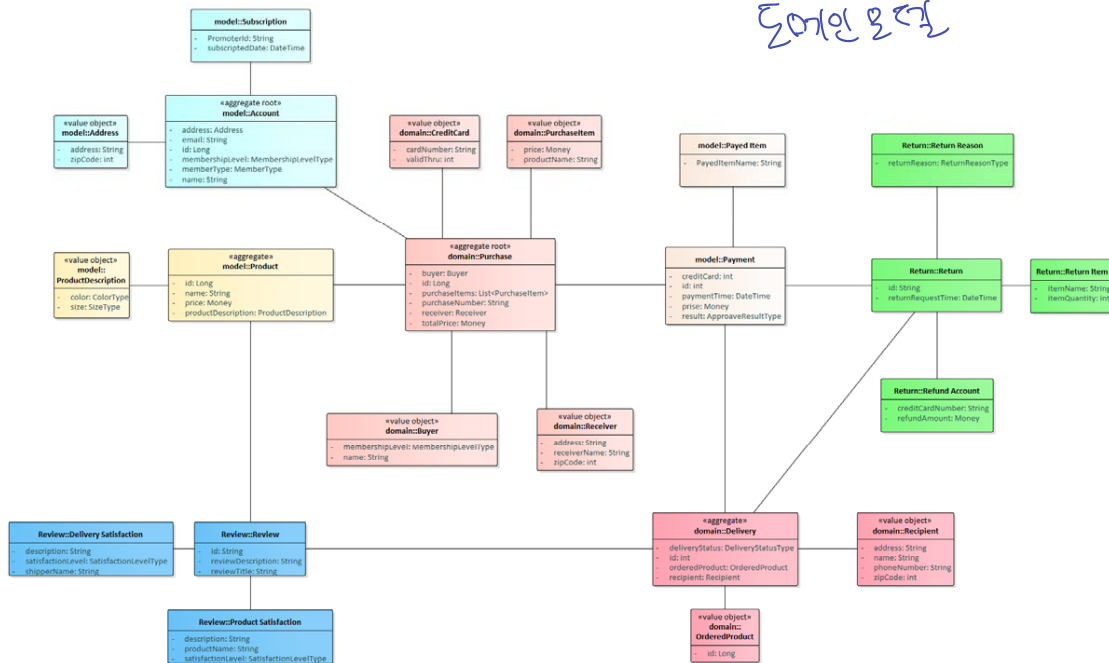 도메인모델
model::Subscription
- PromoterId: String
- subscriptedDate: DateTime
«aggregate root»
model::Account
- address: Address
- email: String
- id: Long
- membershipLevel: MembershipLevelType
- memberType: MemberType
- name: String
«value object»
model::Address
- address: String
- zipCode: int
«value object»
domain::CreditCard
- cardNumber: String
- validThru: int
«value object»
domain::PurchaseItem
- price: Money
- productName: String
model::Payed Item
- PayedItemName: String
Return::Return Reason
- returnReason: ReturnReasonType
«value object»
model::
ProductDescription
- color: ColorType
- size: SizeType
«aggregate»
model::Product
- id: Long
- name: String
- price: Money
- productDescription: ProductDescription
«aggregate root»
domain::Purchase
- buyer: Buyer
- id: Long
- purchaseItems: List<PurchaseItem>
- purchaseNumber: String
- receiver: Receiver
- totalPrice: Money
model::Payment
- creditCard: int
- id: int
- paymentTime: DateTime
- prise: Money
- result: ApproaveResultType
Return::Return
- id: String
- returnRequestTime: DateTime
Return::Return Item
- itemName: String
- itemQuantity: int
Return::Refund Account
- creditCardNumber: String
- refundAmount: Money
«value object»
domain::Buyer
- membershipLevel: MembershipLevelType
- name: String
«value object»
domain::Receiver
- address: String
- receiverName: String
- zipCode: int
Review::Delivery Satisfaction
- description: String
- satisfactionLevel: SatisfactionLevelType
- shipperName: String
Review::Review
- id: String
- reviewDescription: String
- reviewTitle: String
«aggregate»
domain::Delivery
- deliveryStatus: DeliveryStatusType
- id: int
- orderedProduct: OrderedProduct
- recipient: Recipient
«value object»
domain::Recipient
- address: String
- name: String
- phoneNumber: String
- zipCode: int
Review::Product Satisfaction
- description: String
- productName: String
- satisfactionLevel: SatisfactionLevelType
«value object»
domain::
OrderedProduct
- id: Long